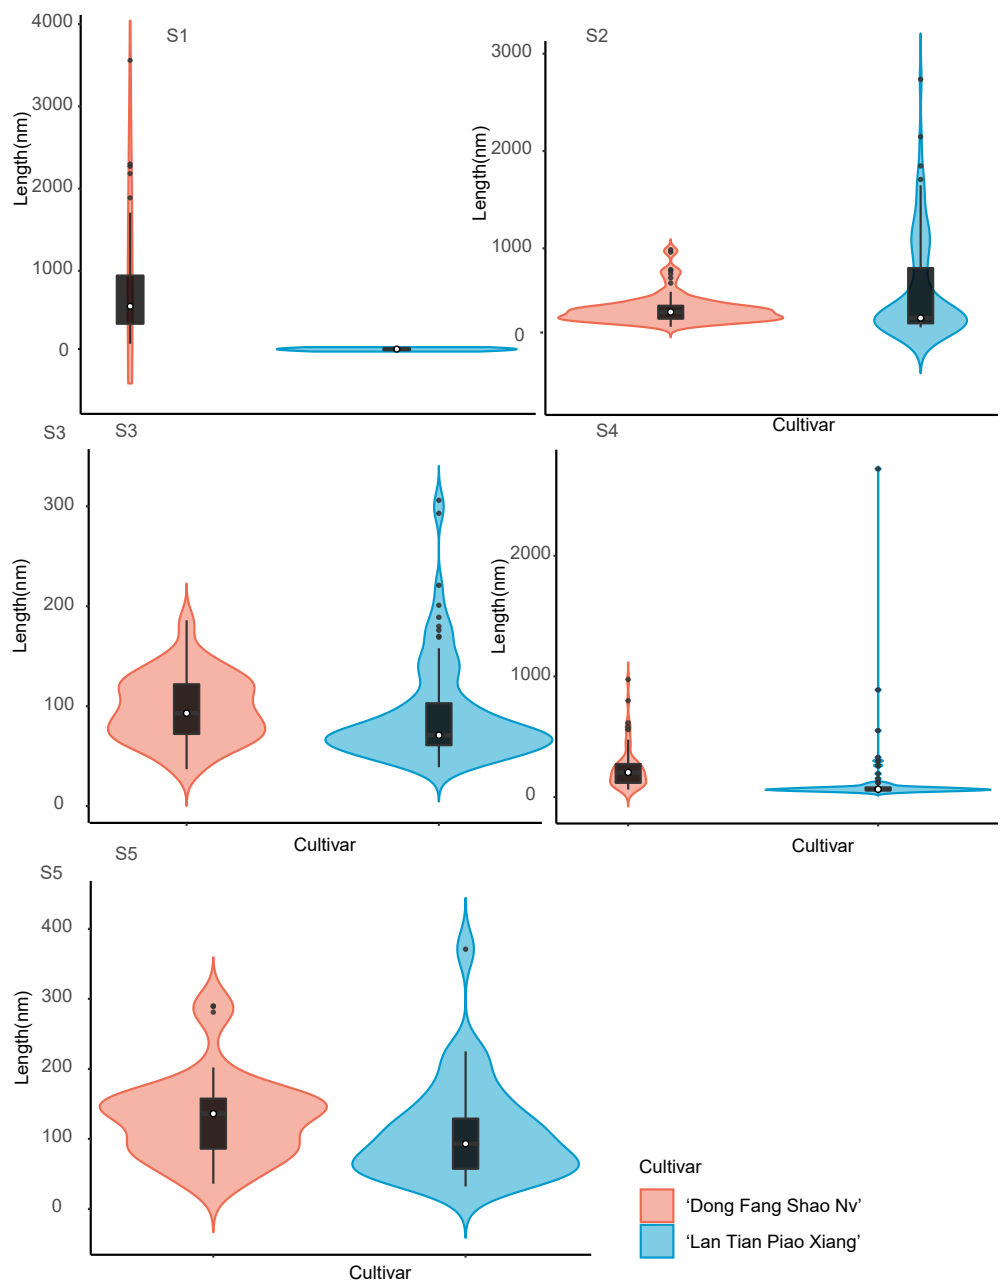 S1
4000
3000
2000
1000
0
Length(nm)
S2
3000
2000
1000
0
Length(nm)
Cultivar
S3
S3
300
200
100
0
Length(nm)
Cultivar
S4
2000
1000
0
Length(nm)
Cultivar
S5
S5
400
300
200
100
0
Length(nm)
Cultivar
Cultivar
‘Dong Fang Shao Nv’
‘Lan Tian Piao Xiang’